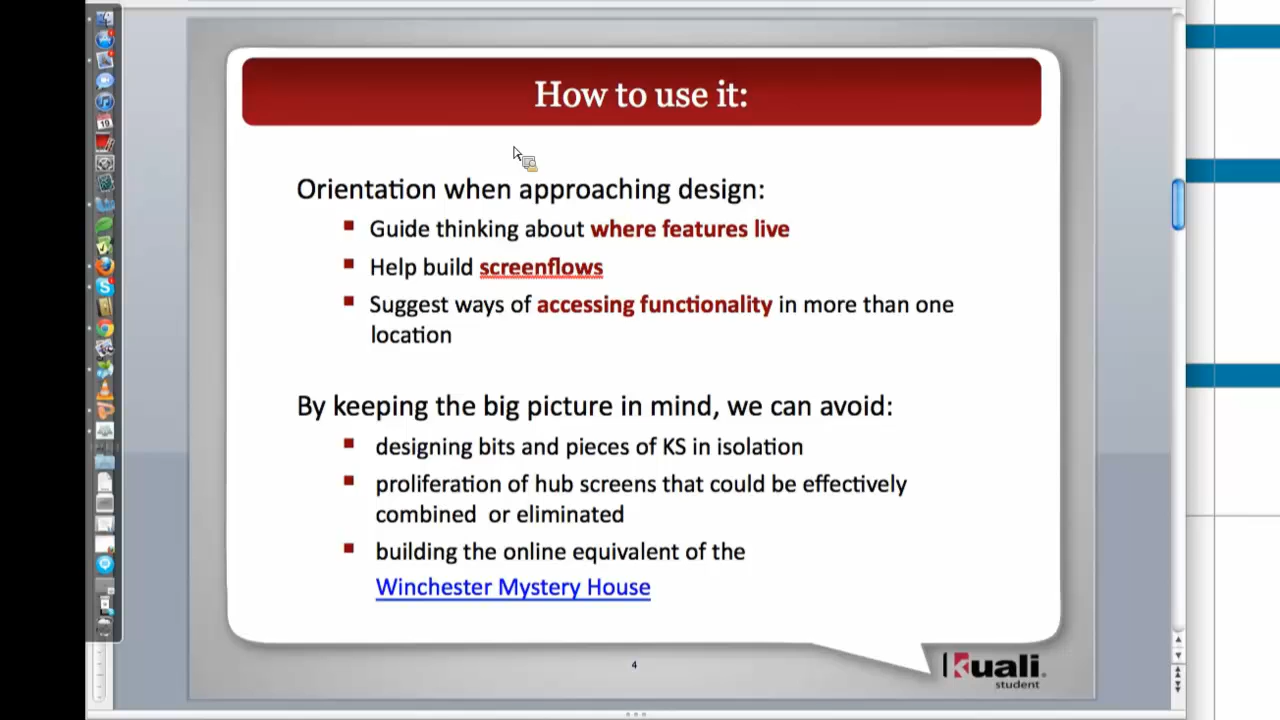 How to use it:
Orientation when approaching design:
Guide thinking about where features live
Help build screenflows
Suggest ways of accessing functionality in more than one
location
By keeping the big picture in mind, we can avoid:
designing bits and pieces of KS in isolation
proliferation of hub screens that could be effectively
combined or eliminated
building the online equivalent of the
Winchester Mystery House
4
kuali
student
19